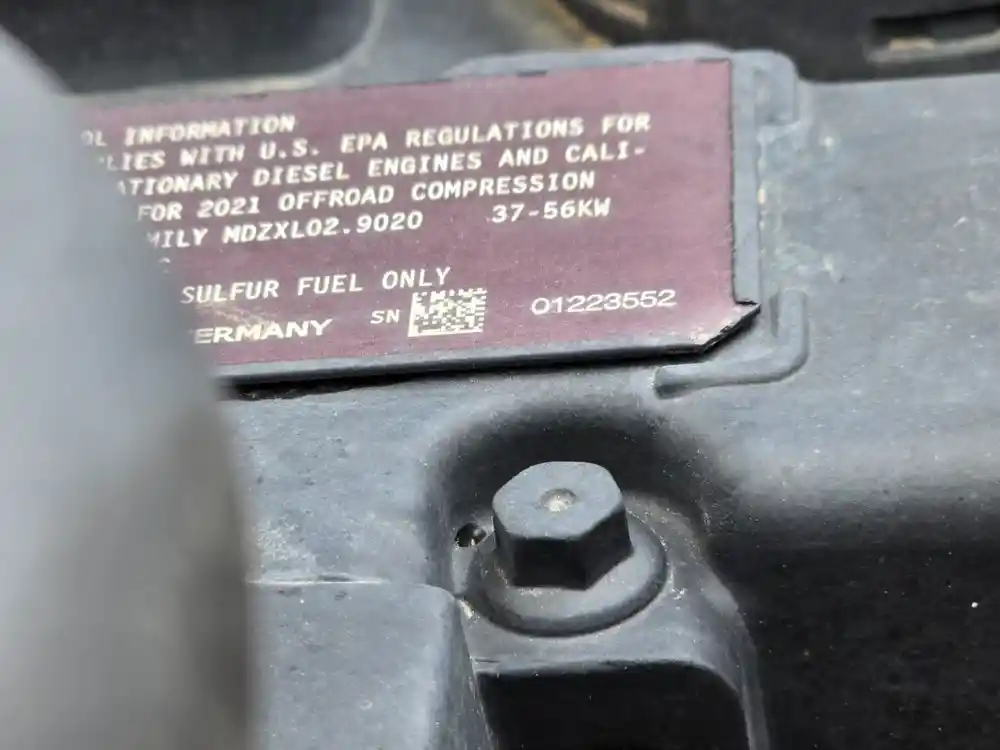 OL INFORMATION
LIES WITH U.S. EPA REGULATIONS FOR
ATIONARY DIESEL ENGINES AND CALI-
FOR 2021 OFFROAD COMPRESSION
MILY MDZXL02.9020 37-56KW
SULFUR FUEL ONLY
ERMANY SN 01223552